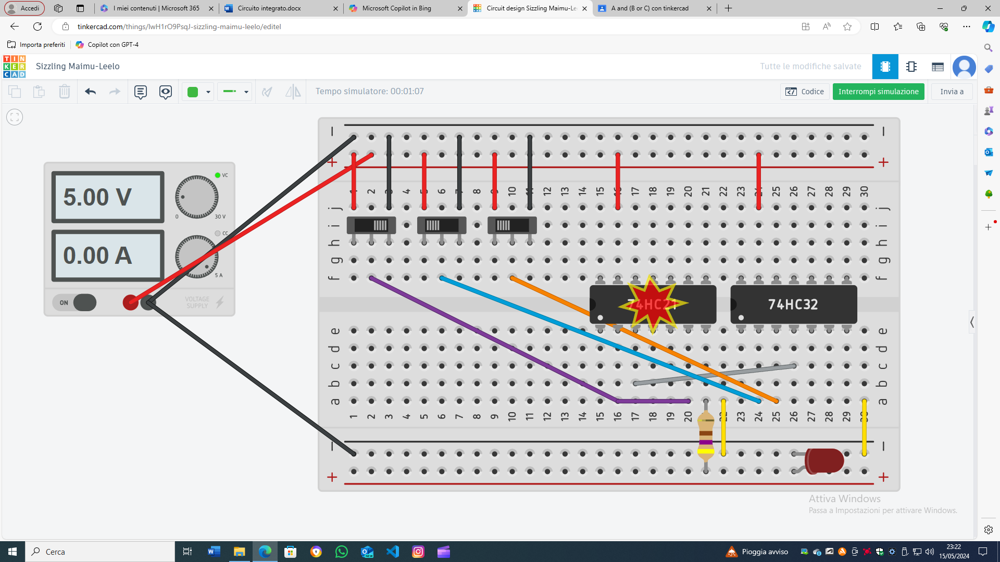 Accedi
I miei contenuti | Microsoft 365
Circuito integrato.docx
Microsoft Copilot in Bing
Circuit design Sizzling Maimu-Le
A and (B or C) con tinkercad
tinkercad.com/things/lwH1rO9PsqJ-sizzling-maimu-leelo/editel
Importa preferiti
Copilot con GPT-4
TIN
KER
CAD
Sizzling Maimu-Leelo
Tutte le modifiche salvate
Tempo simulatore: 00:01:07
Codice
Interrompi simulazione
Invia a
5.00 V
VC
0 30 V
0.00 A
CC
5 A
ON
VOLTAGE
SUPPLY
+ +
1 2 3 4 5 6 7 8 9 10 11 12 13 14 15 16 17 18 19 20 21 22 23 24 25 26 27 28 29 30
j j
i i
h h
g g
f f
74HC21
74HC32
e e
d d
c c
b b
a a
1 2 3 4 5 6 7 8 9 10 11 12 13 14 15 16 17 18 19 20 21 22 23 24 25 26 27 28 29 30
+ +
Attiva Windows
Passa a Impostazioni per attivare Windows.
Cerca
NEW
Pioggia avviso
23:22
15/05/2024